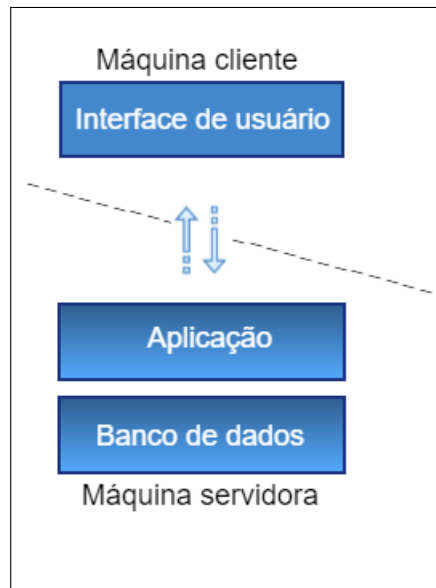 Máquina cliente
Interface de usuário
Aplicação
Banco de dados
Máquina servidora